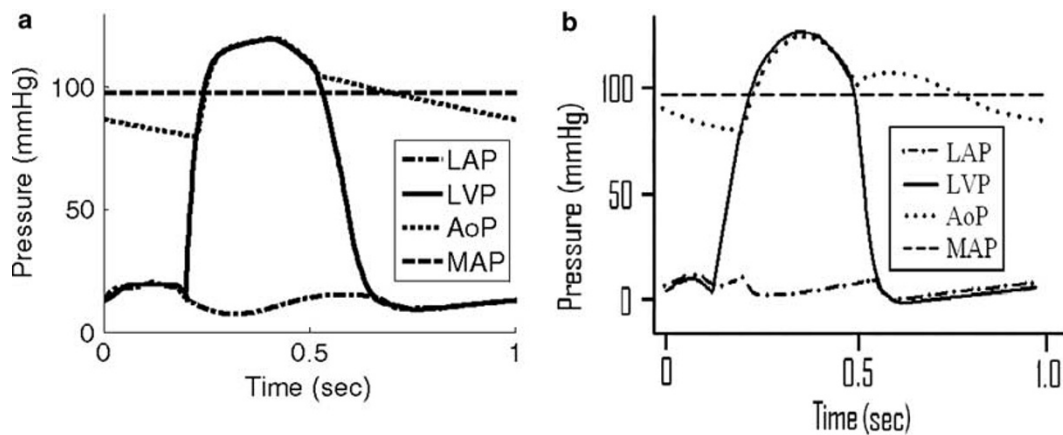 a
Pressure (mmHg)
100
50
0
LAP
LVP
AoP
MAP
0
0.5
1
Time (sec)
b
Pressure (mmHg)
100
50
0
LAP
LVP
AoP
MAP
0
0.5
1.0
Time (sec)